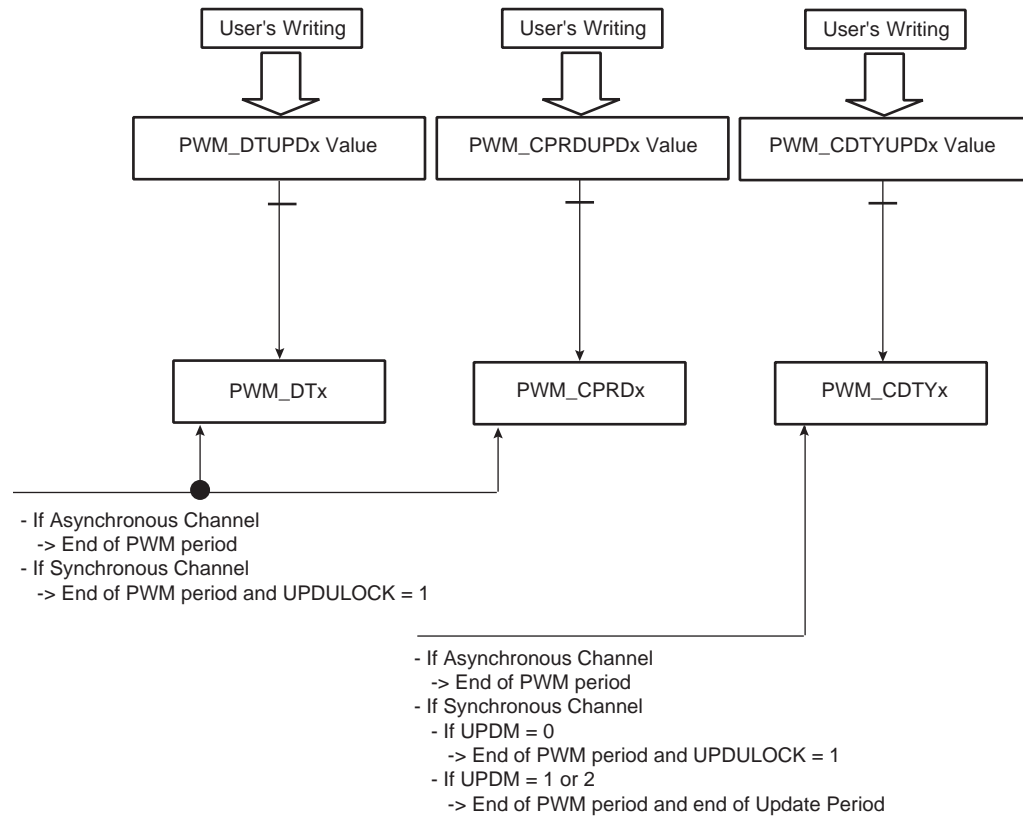 User's Writing
User's Writing
User's Writing
PWM_DTUPDx Value
PWM_CPRDUPDx Value
PWM_CDTYUPDx Value
PWM_DTx
PWM_CPRDx
PWM_CDTYx
- If Asynchronous Channel
-> End of PWM period
- If Synchronous Channel
-> End of PWM period and UPDULOCK = 1
- If Asynchronous Channel
-> End of PWM period
- If Synchronous Channel
- If UPDM = 0
-> End of PWM period and UPDULOCK = 1
- If UPDM = 1 or 2
-> End of PWM period and end of Update Period